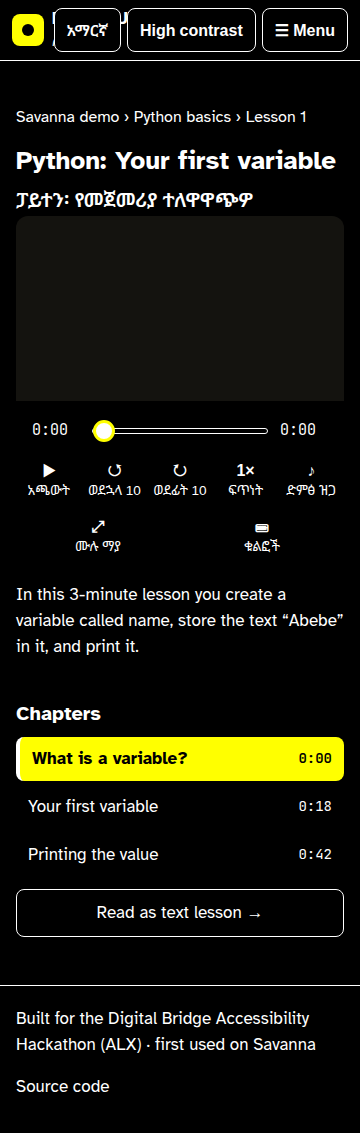 አማርኛ
High contrast
☰ Menu
Savanna demo › Python basics › Lesson 1
Python: Your first variable
ፓይተን፡ የመጀመሪያ ተለዋዋጭዎ
0:00
0:00
▶
↺
↻
1×
♪
አጫውት
ወደኋላ 10
ወደፊት 10
ፍጥነት
ድምፅ ዝጋ
ሙሉ ማያ
ቁልፎች
In this 3-minute lesson you create a
variable called name, store the text “Abebe”
in it, and print it.
Chapters
What is a variable? 0:00
Your first variable 0:18
Printing the value 0:42
Read as text lesson →
Built for the Digital Bridge Accessibility
Hackathon (ALX) · first used on Savanna
Source code